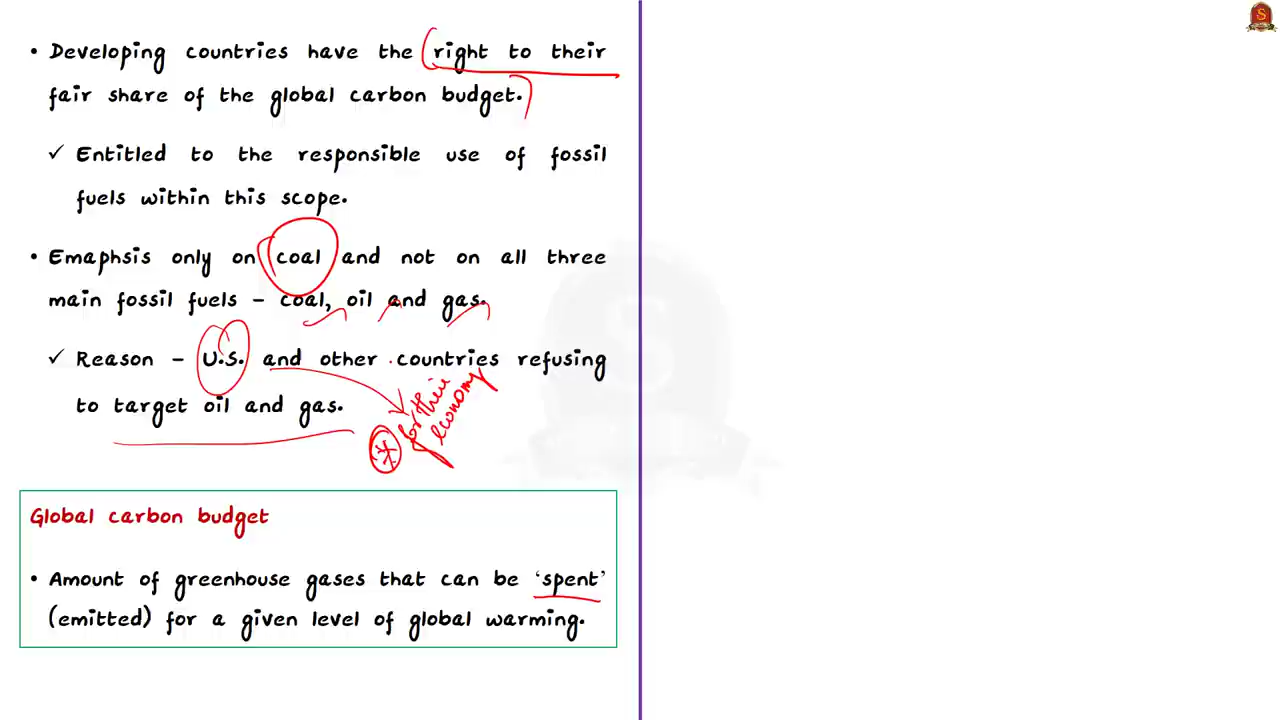 • Developing countries have the right to their
fair share of the global carbon budget.
✓ Entitled to the responsible use of fossil
fuels within this scope.
• Emaphsis only on coal and not on all three
main fossil fuels – coal, oil and gas.
✓ Reason – U.S. and other countries refusing
to target oil and gas.
for their
economy
Global carbon budget
• Amount of greenhouse gases that can be ‘spent’
(emitted) for a given level of global warming.
S
S